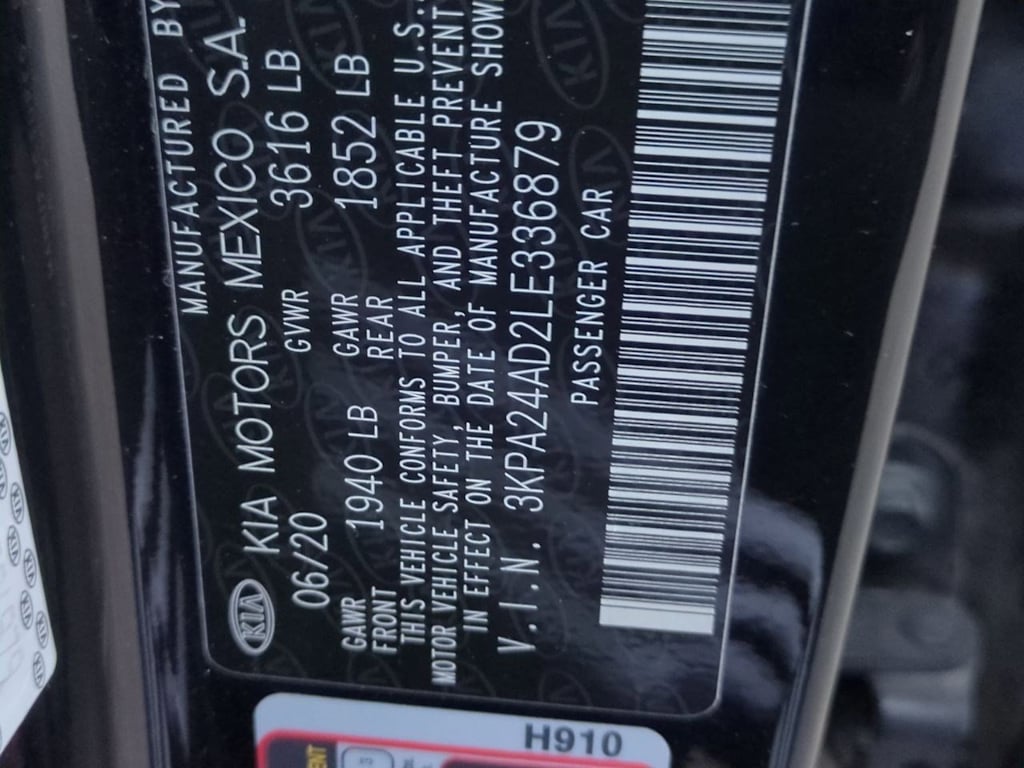 MANUFACTURED BY
KIA KIA MOTORS MEXICO S.A.
06/20 GVWR 3616 LB
GAWR FRONT 1940 LB GAWR REAR 1852 LB
THIS VEHICLE CONFORMS TO ALL APPLICABLE U.S.
MOTOR VEHICLE SAFETY, BUMPER, AND THEFT PREVENT
IN EFFECT ON THE DATE OF MANUFACTURE SHOW
V.I.N. 3KPA24AD2LE336879
PASSENGER CAR
H910